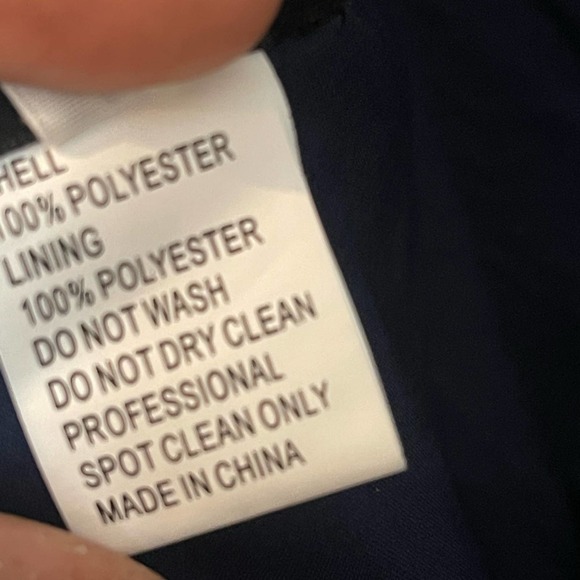 HELL
100% POLYESTER
LINING
100% POLYESTER
DO NOT WASH
DO NOT DRY CLEAN
PROFESSIONAL
SPOT CLEAN ONLY
MADE IN CHINA